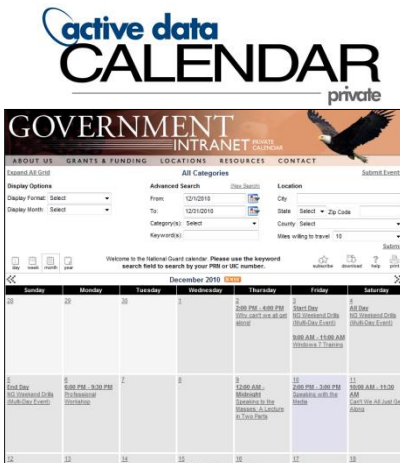 active data
CALENDAR
private
GOVERNMENT
INTRANET PRIVATE CALENDAR
ABOUT US GRANTS & FUNDING LOCATIONS RESOURCES CONTACT
Expand All Grid All Categories Submit Event
Display Options Advanced Search (New Search) Location
Display Format: Select From: 12/1/2010 City
Display Month: Select To: 12/31/2010 State Select Zip Code
Category(s): Select County Select
Keyword(s): Miles willing to travel 10
Submit
day week month year Welcome to the National Guard calendar. Please use the keyword search field to search by your PRN or UIC number. subscribe download help print
December 2010
Sunday Monday Tuesday Wednesday Thursday Friday Saturday
28 29 30 1 2 3 4
2:00 PM - 4:00 PM Start Day All Day
Why can't we all get along! NG Weekend Drills (Multi-Day Event) NG Weekend Drills (Multi-Day Event)
9:00 AM - 11:00 AM
Windows 7 Training
5 6 7 8 9 10 11
End Day 6:00 PM - 9:30 PM 12:00 AM - Midnight 2:00 PM - 3:00 PM 10:00 AM - 11:30 AM
NG Weekend Drills (Multi-Day Event) Professional Workshop Speaking to the Masses, A Lecture in Two Parts Speaking with the Media Can't We All Just Get Along
12 13 14 15 16 17 18